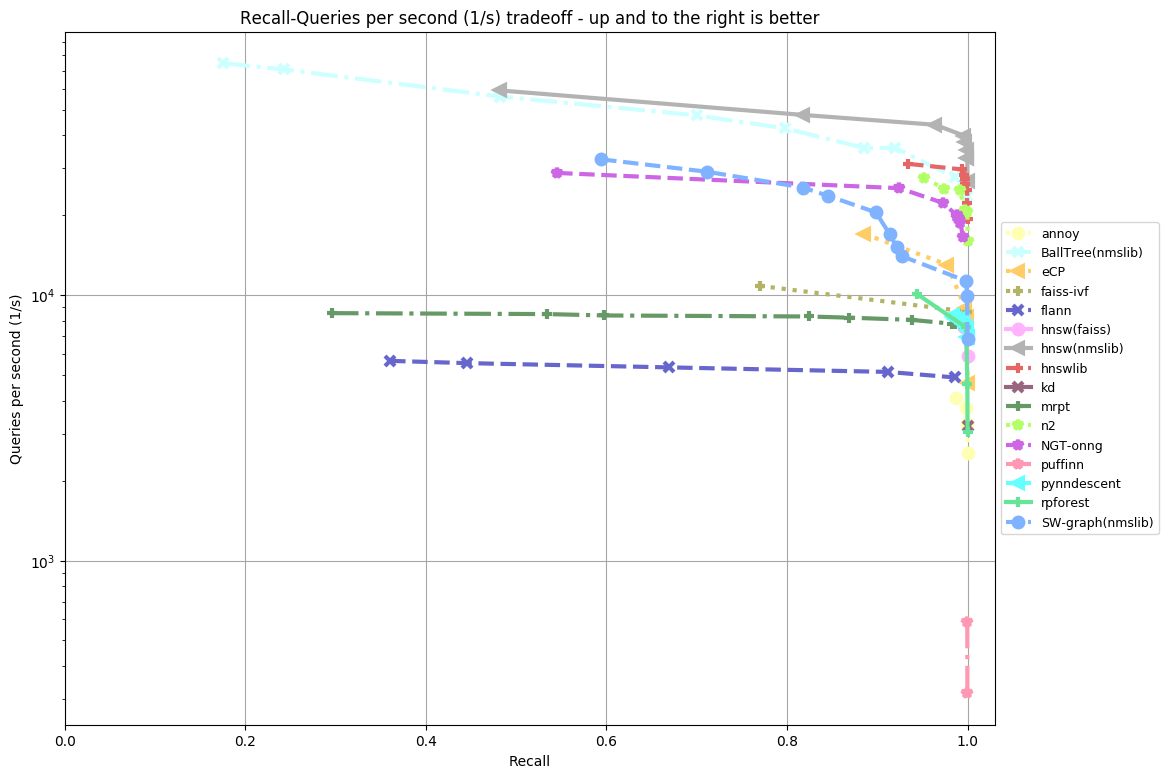 Recall-Queries per second (1/s) tradeoff - up and to the right is better
Queries per second (1/s)
10^4
10^3
0.0 0.2 0.4 0.6 0.8 1.0
Recall
annoy
BallTree(nmslib)
eCP
faiss-ivf
flann
hnsw(faiss)
hnsw(nmslib)
hnswlib
kd
mrpt
n2
NGT-onng
puffinn
pynndescent
rpforest
SW-graph(nmslib)